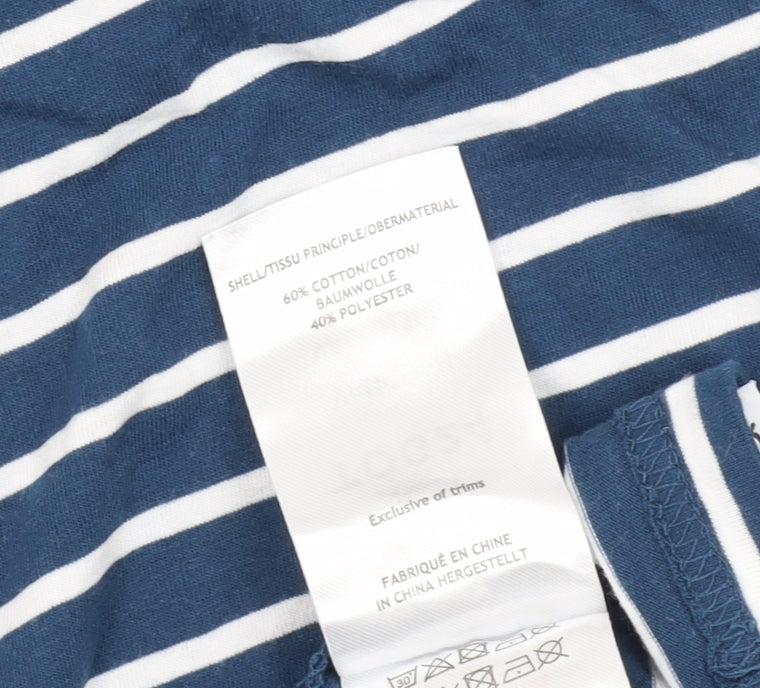 SHELL/TISSU PRINCIPLE/OBERMATERIAL
60% COTTON/COTON/
BAUMWOLLE
40% POLYESTER
Exclusive of trims
FABRIQUÉ EN CHINE
IN CHINA HERGESTELLT
30°